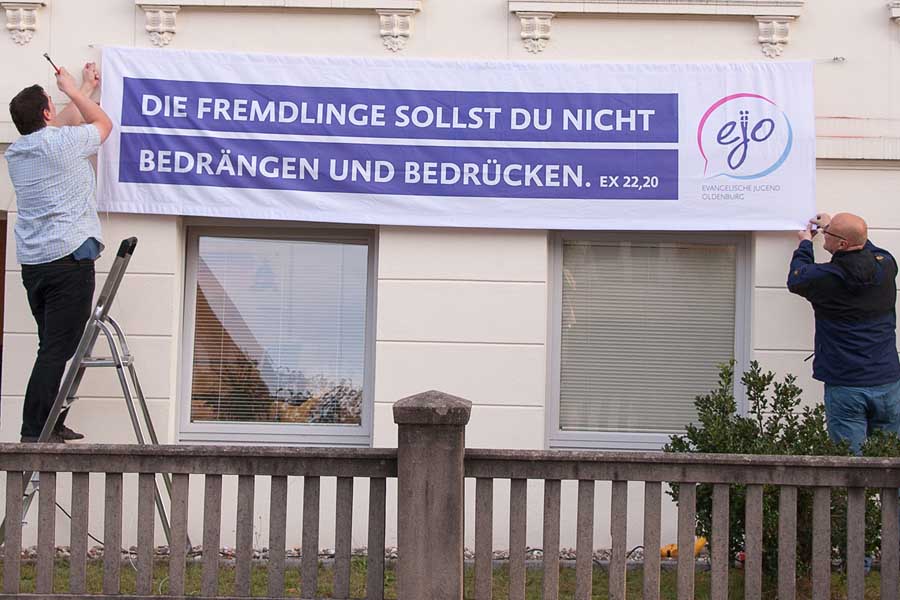 DIE FREMDLINGE SOLLST DU NICHT
BEDRÄNGEN UND BEDRÜCKEN. EX 22,20
ejo
EVANGELISCHE JUGEND
OLDENBURG